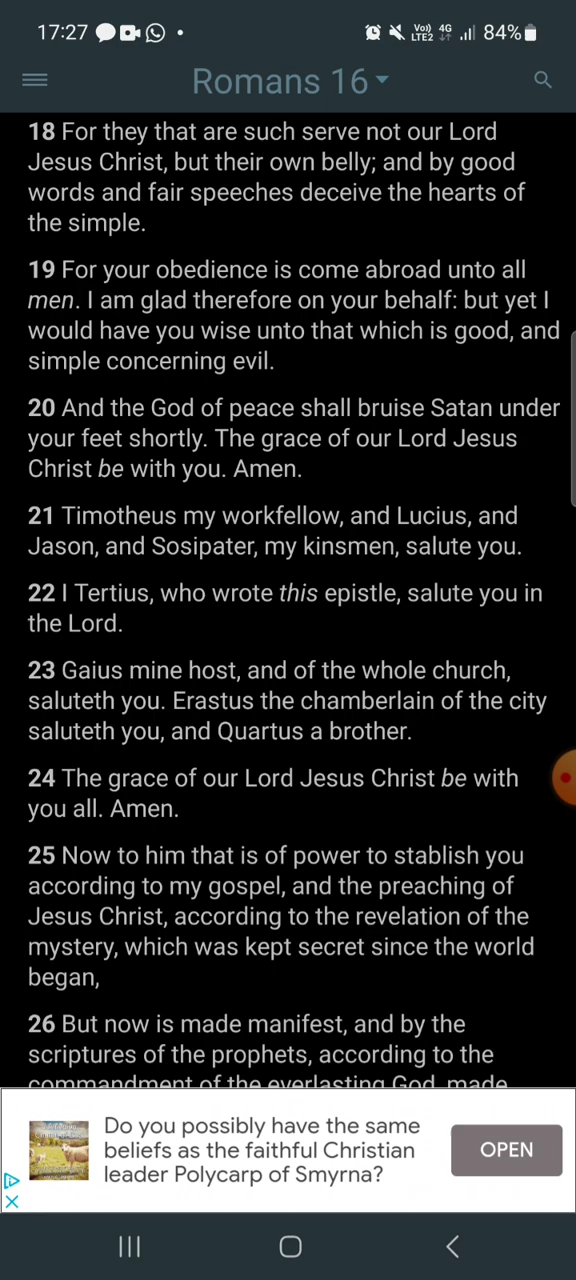 17:27 Vo) LTE2 4G 84%
Romans 16
18 For they that are such serve not our Lord
Jesus Christ, but their own belly; and by good
words and fair speeches deceive the hearts of
the simple.
19 For your obedience is come abroad unto all
men. I am glad therefore on your behalf: but yet I
would have you wise unto that which is good, and
simple concerning evil.
20 And the God of peace shall bruise Satan under
your feet shortly. The grace of our Lord Jesus
Christ be with you. Amen.
21 Timotheus my workfellow, and Lucius, and
Jason, and Sosipater, my kinsmen, salute you.
22 I Tertius, who wrote this epistle, salute you in
the Lord.
23 Gaius mine host, and of the whole church,
saluteth you. Erastus the chamberlain of the city
saluteth you, and Quartus a brother.
24 The grace of our Lord Jesus Christ be with
you all. Amen.
25 Now to him that is of power to stablish you
according to my gospel, and the preaching of
Jesus Christ, according to the revelation of the
mystery, which was kept secret since the world
began,
26 But now is made manifest, and by the
scriptures of the prophets, according to the
commandment of the everlasting God, made
Do you possibly have the same
beliefs as the faithful Christian
leader Polycarp of Smyrna?
OPEN